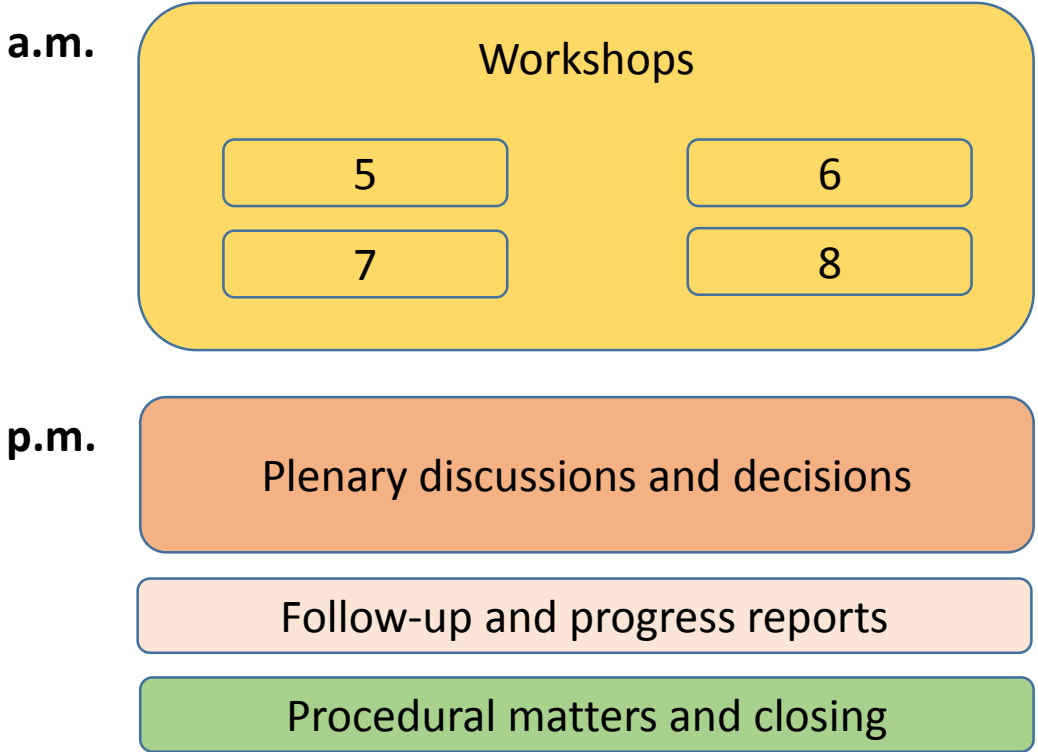 a.m.
Workshops
5
6
7
8
p.m.
Plenary discussions and decisions
Follow-up and progress reports
Procedural matters and closing